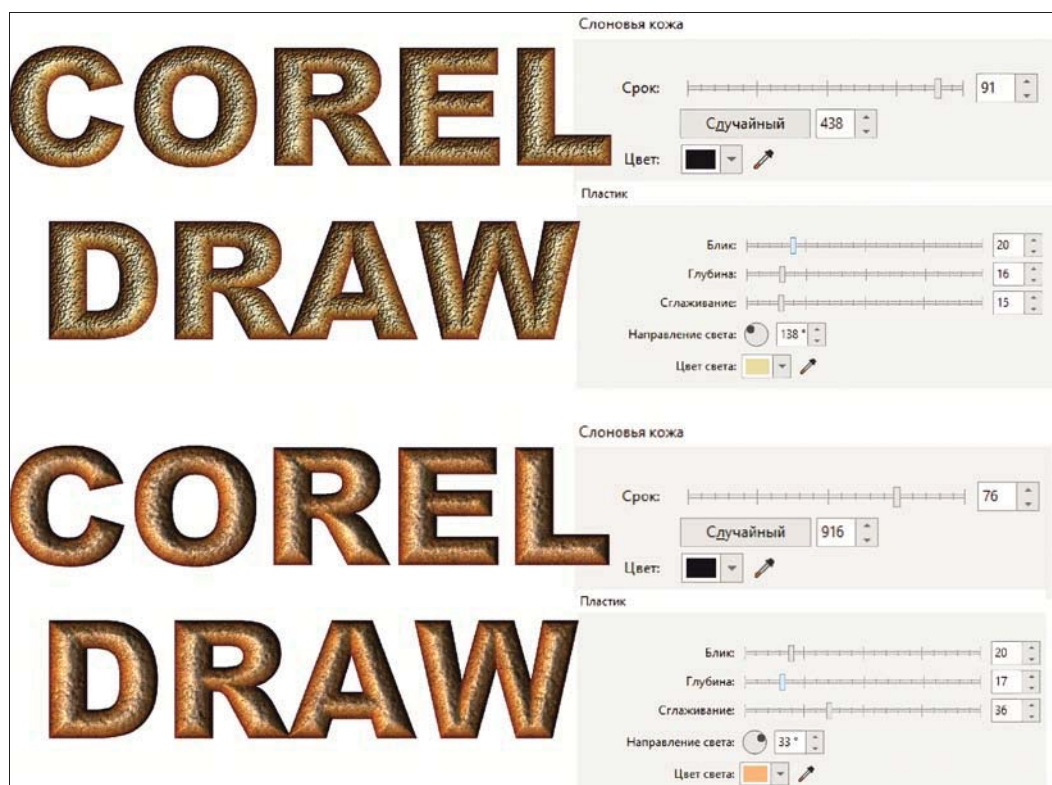 COREL
DRAW
Слоновья кожа
Срок: 91
Случайный 438
Цвет:
Пластик
Блик: 20
Глубина: 16
Сглаживание: 15
Направление света: 138 °
Цвет света:
COREL
DRAW
Слоновья кожа
Срок: 76
Случайный 916
Цвет:
Пластик
Блик: 20
Глубина: 17
Сглаживание: 36
Направление света: 33 °
Цвет света: